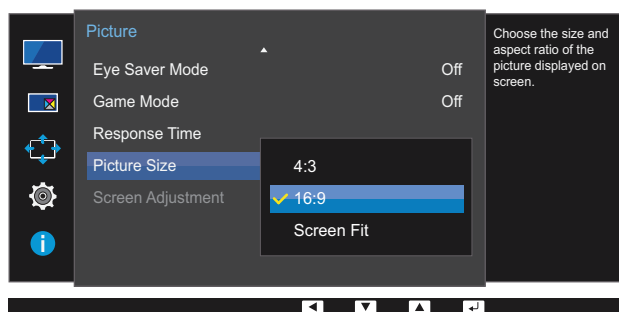 Picture
Eye Saver Mode Off
Game Mode Off
Response Time
Picture Size
Screen Adjustment
4:3
16:9
Screen Fit
Choose the size and
aspect ratio of the
picture displayed on
screen.